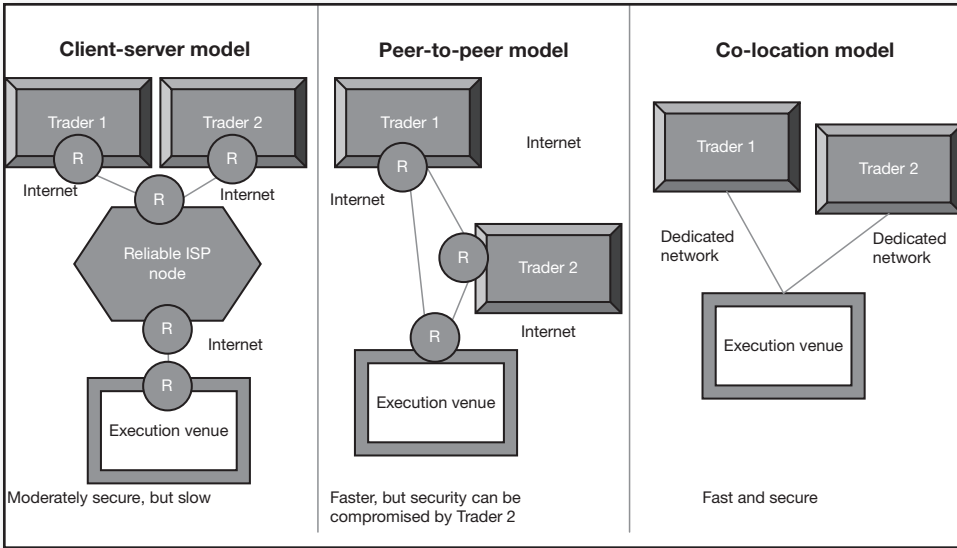 Client-server model
Trader 1
Trader 2
R
R
Internet
R
Internet
Reliable ISP
node
R
Internet
R
Execution venue
Moderately secure, but slow
Peer-to-peer model
Trader 1
Internet
R
Internet
R
Trader 2
Internet
R
Execution venue
Faster, but security can be
compromised by Trader 2
Co-location model
Trader 1
Trader 2
Dedicated
network
Dedicated
network
Execution venue
Fast and secure